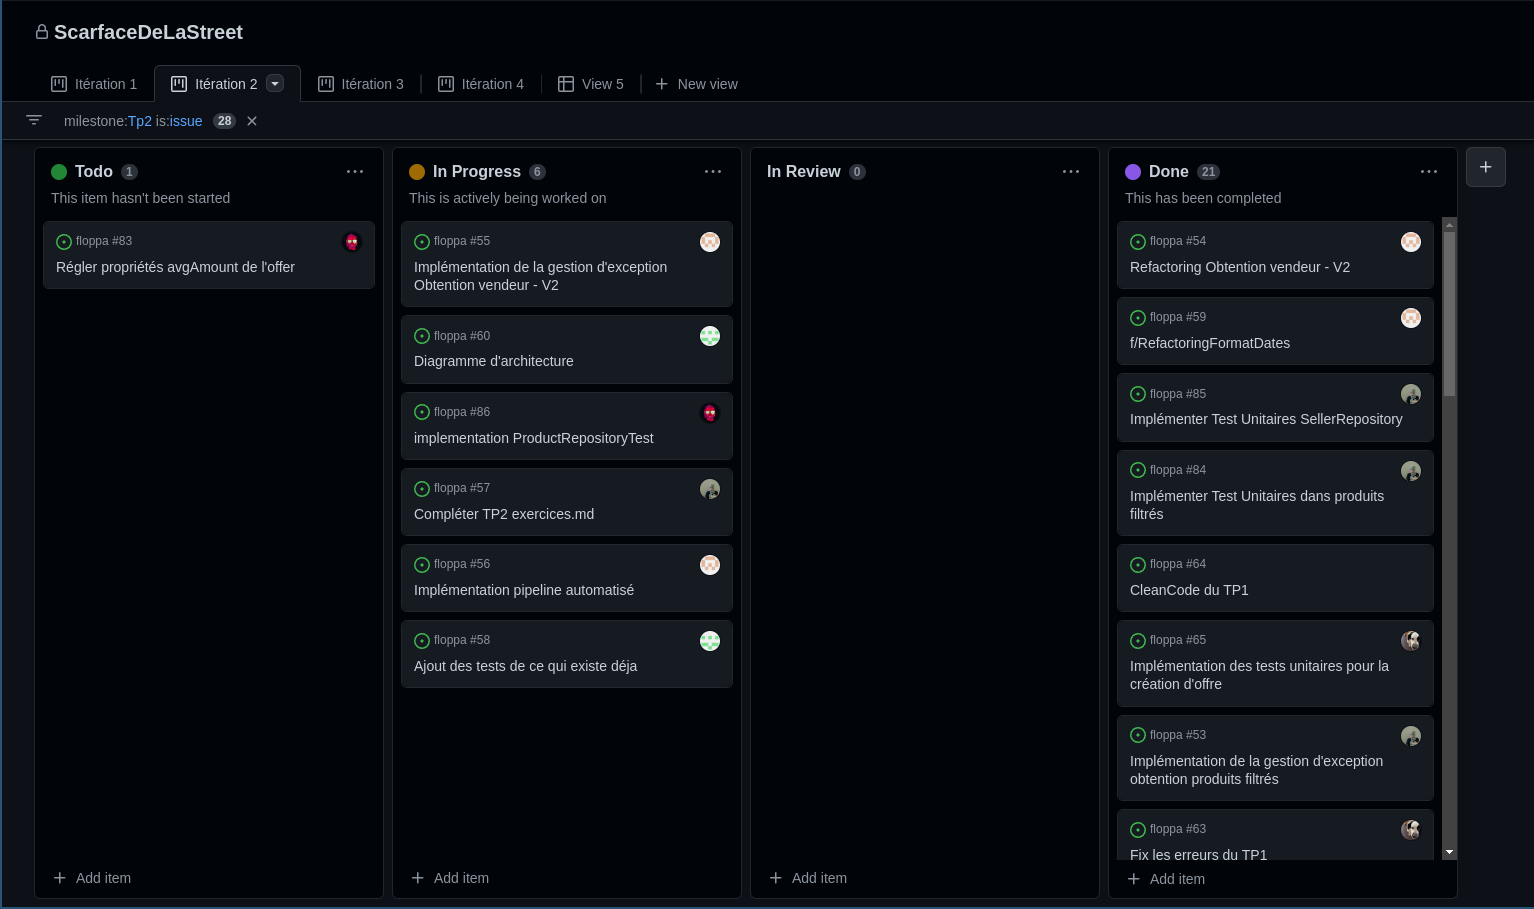 ScarfaceDeLaStreet
Itération 1
Itération 2
Itération 3
Itération 4
View 5
New view
milestone:Tp2 is:issue 28
Todo 1
This item hasn't been started
floppa #83
Régler propriétés avgAmount de l'offer
Add item
In Progress 6
This is actively being worked on
floppa #55
Implémentation de la gestion d'exception
Obtention vendeur - V2
floppa #60
Diagramme d'architecture
floppa #86
implementation ProductRepositoryTest
floppa #57
Compléter TP2 exercices.md
floppa #56
Implémentation pipeline automatisé
floppa #58
Ajout des tests de ce qui existe déja
Add item
In Review 0
Add item
Done 21
This has been completed
floppa #54
Refactoring Obtention vendeur - V2
floppa #59
f/RefactoringFormatDates
floppa #85
Implémenter Test Unitaires SellerRepository
floppa #84
Implémenter Test Unitaires dans produits
filtrés
floppa #64
CleanCode du TP1
floppa #65
Implémentation des tests unitaires pour la
création d'offre
floppa #53
Implémentation de la gestion d'exception
obtention produits filtrés
floppa #63
Fix les erreurs du TP1
Add item